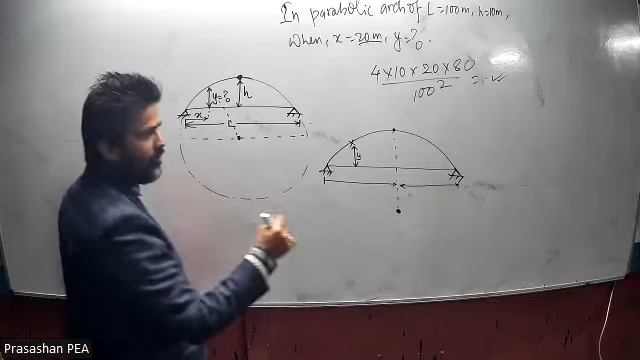 In parabolic arch of L=100m, h=10m,
when, x=20m, y=?.
4×10×20×80
100²
=
y=?
h
x
L
y
Prasashan PEA